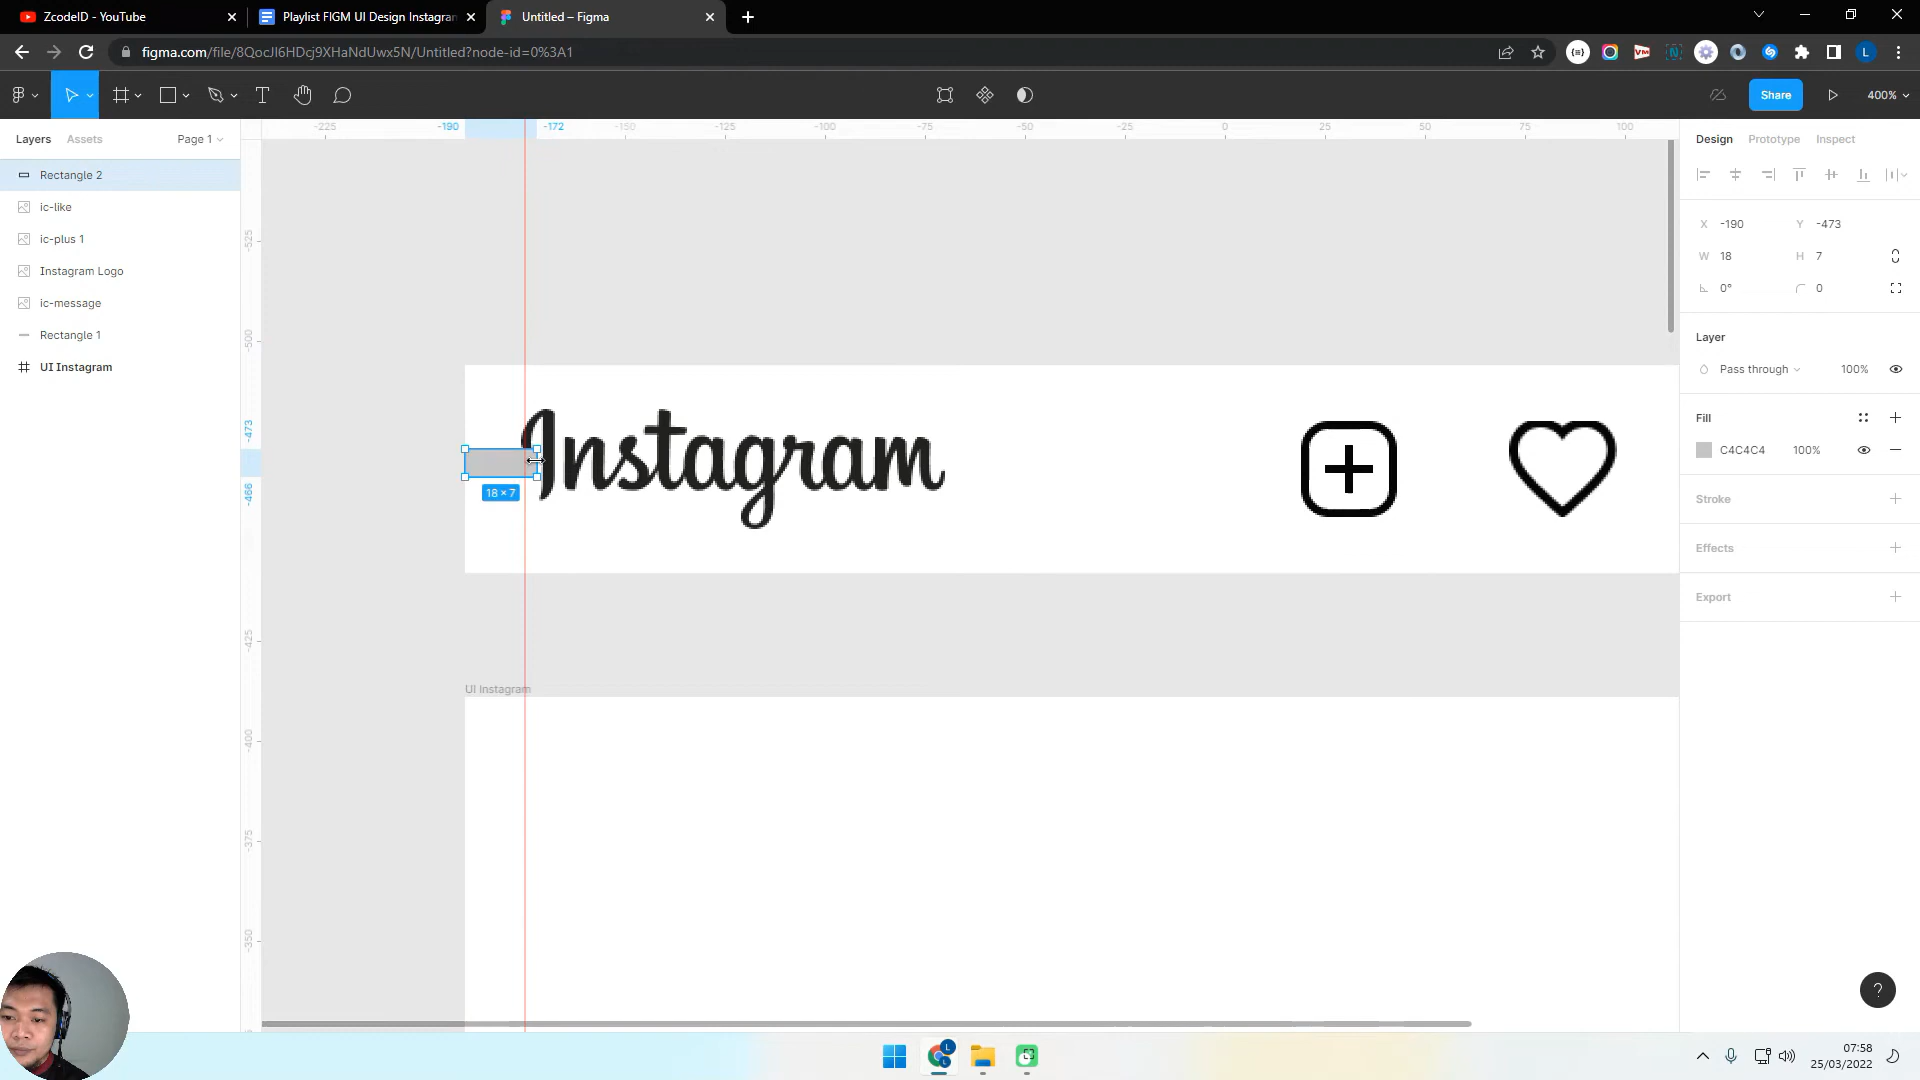 ZcodeID - YouTube
Playlist FIGM UI Design Instagram
Untitled – Figma
figma.com/file/8QocJl6HDcj9XHaNdUwx5N/Untitled?node-id=0%3A1
L
Share
400%
Layers
Assets
Page 1
-225
-190
-172
-150
-125
-100
-75
-50
-25
0
25
50
75
100
Design
Prototype
Inspect
Rectangle 2
ic-like
ic-plus 1
Instagram Logo
ic-message
Rectangle 1
UI Instagram
-525
-500
-473
-466
-425
-400
-375
-350
X -190
Y -473
W 18
H 7
0°
0
Layer
Pass through
100%
Fill
C4C4C4
100%
Stroke
Effects
Export
Instagram
18 × 7
UI Instagram
?
L
07:58
25/03/2022